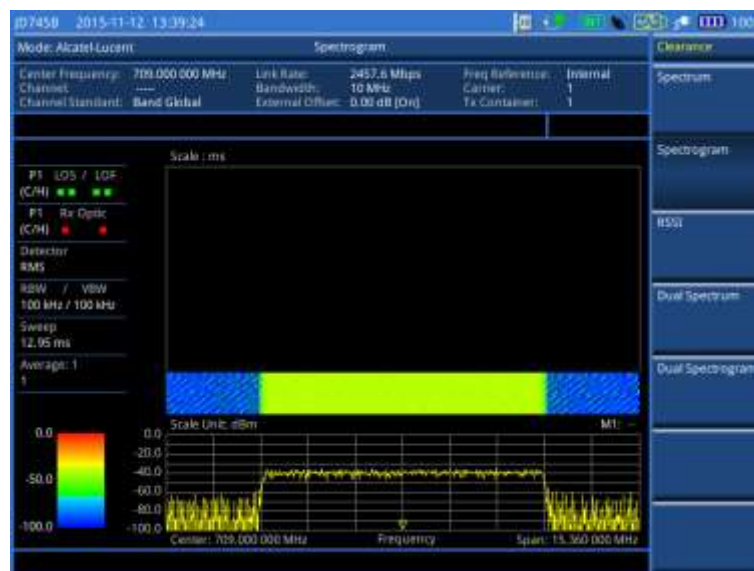 JD745B 2015-11-12 13:39:24
INT
100
Mode: Alcatel-Lucent
Spectrogram
Clearance
Center Frequency: 709.000 000 MHz
Link Rate: 2457.6 Mbps
Freq Reference: Internal
Channel: ----
Bandwidth: 10 MHz
Carrier: 1
Channel Standard: Band Global
External Offset: 0.00 dB [On]
Tx Container: 1
Spectrum
Spectrogram
RSSI
Dual Spectrum
Dual Spectrogram
Scale : ms
P1 LOS / LOF
(C/H)
P1 Rx Optic
(C/H)
Detector
RMS
RBW / VBW
100 kHz / 100 kHz
Sweep
12.95 ms
Average: 1
1
0.0
-50.0
-100.0
Scale Unit: dBm
M1: --
0.0
-20.0
-40.0
-60.0
-80.0
-100.0
Center: 709.000 000 MHz
Frequency
Span: 15.360 000 MHz